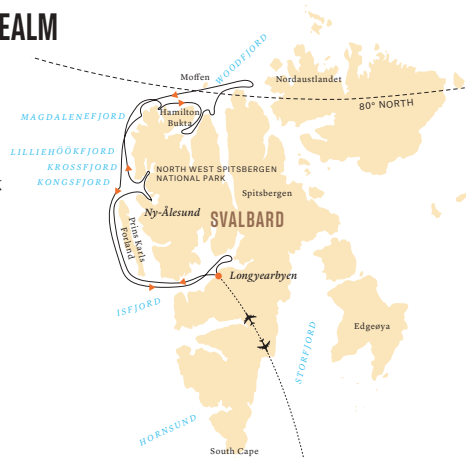 EALM
WOODFJORD
Moffen
Nordaustlandet
80° NORTH
MAGDALENEFJORD
Hamilton
Bukta
LILLIEHÖÖKFJORD
KROSSFJORD
KONGSFJORD
NORTH WEST SPITSBERGEN
NATIONAL PARK
Spitsbergen
Ny-Ålesund
SVALBARD
Prins Karls
Forland
Longyearbyen
ISFJORD
STORFJORD
Edgeøya
HORNSUND
South Cape